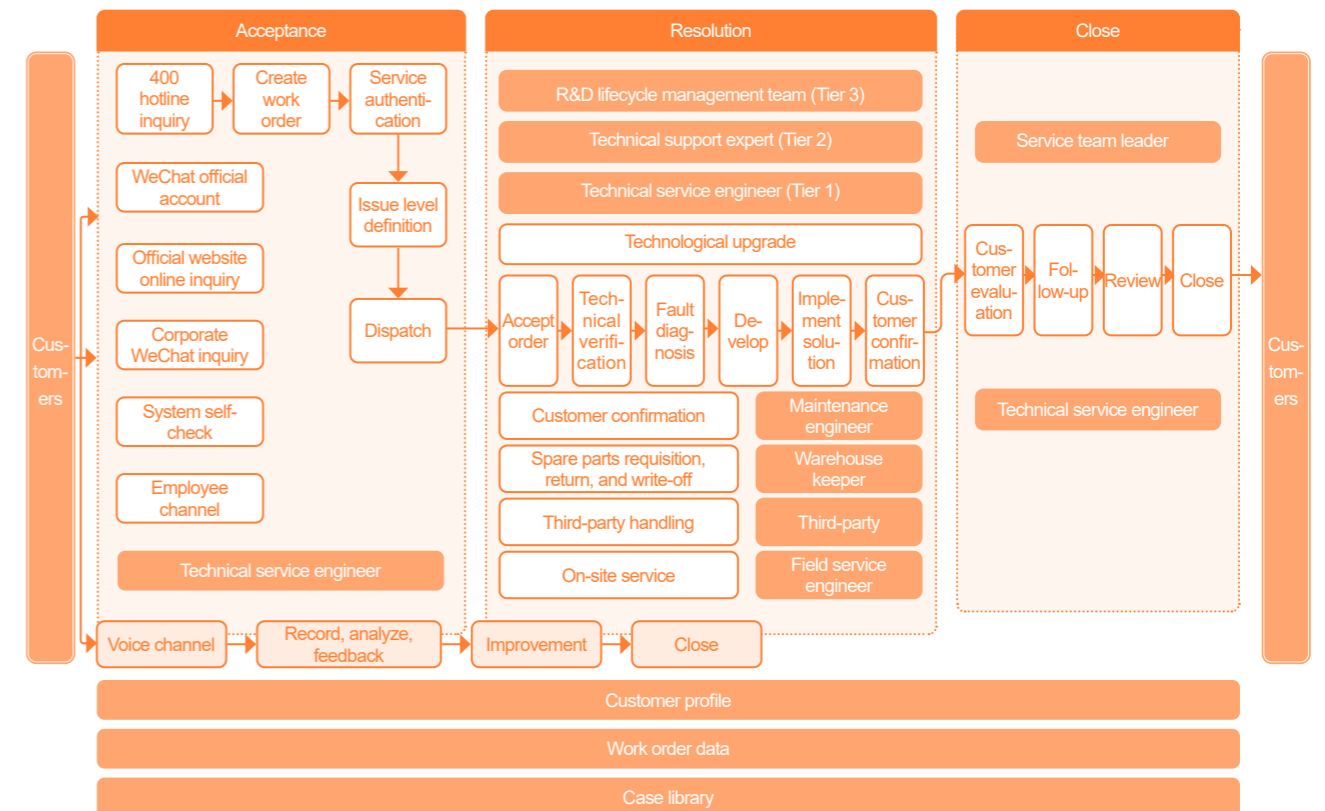 Acceptance
Resolution
Close
Cus-
tom-
ers
400
hotline
inquiry
Create
work
order
Service
authenti-
cation
WeChat official
account
Issue level
definition
Official website
online inquiry
Dispatch
Corporate
WeChat inquiry
System self-
check
Employee
channel
Technical service engineer
R&D lifecycle management team (Tier 3)
Technical support expert (Tier 2)
Technical service engineer (Tier 1)
Technological upgrade
Accept
order
Tech-
nical
verifi-
cation
Fault
diag-
nosis
De-
velop
Imple-
ment
solu-
tion
Cus-
tomer
confir-
mation
Customer confirmation
Maintenance
engineer
Spare parts requisition,
return, and write-off
Warehouse
keeper
Third-party handling
Third-party
On-site service
Field service
engineer
Service team leader
Cus-
tomer
evalu-
ation
Fol-
low-up
Review
Close
Technical service engineer
Cus-
tom-
ers
Voice channel
Record, analyze,
feedback
Improvement
Close
Customer profile
Work order data
Case library